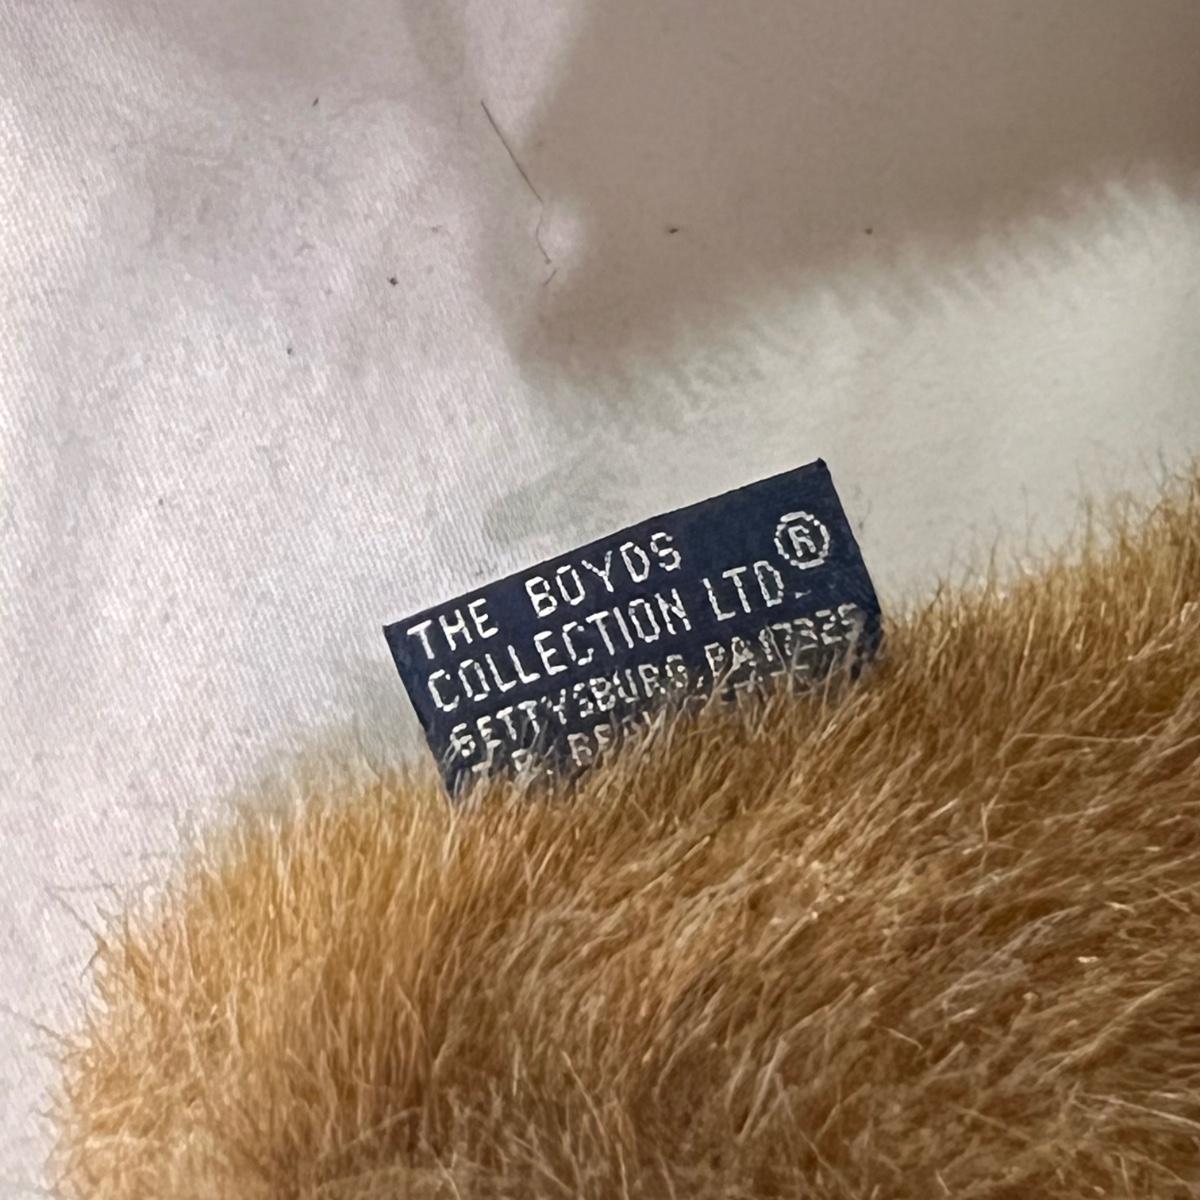 THE BOYDS
COLLECTION LTD. ®
GETTYSBURG, PA 17325